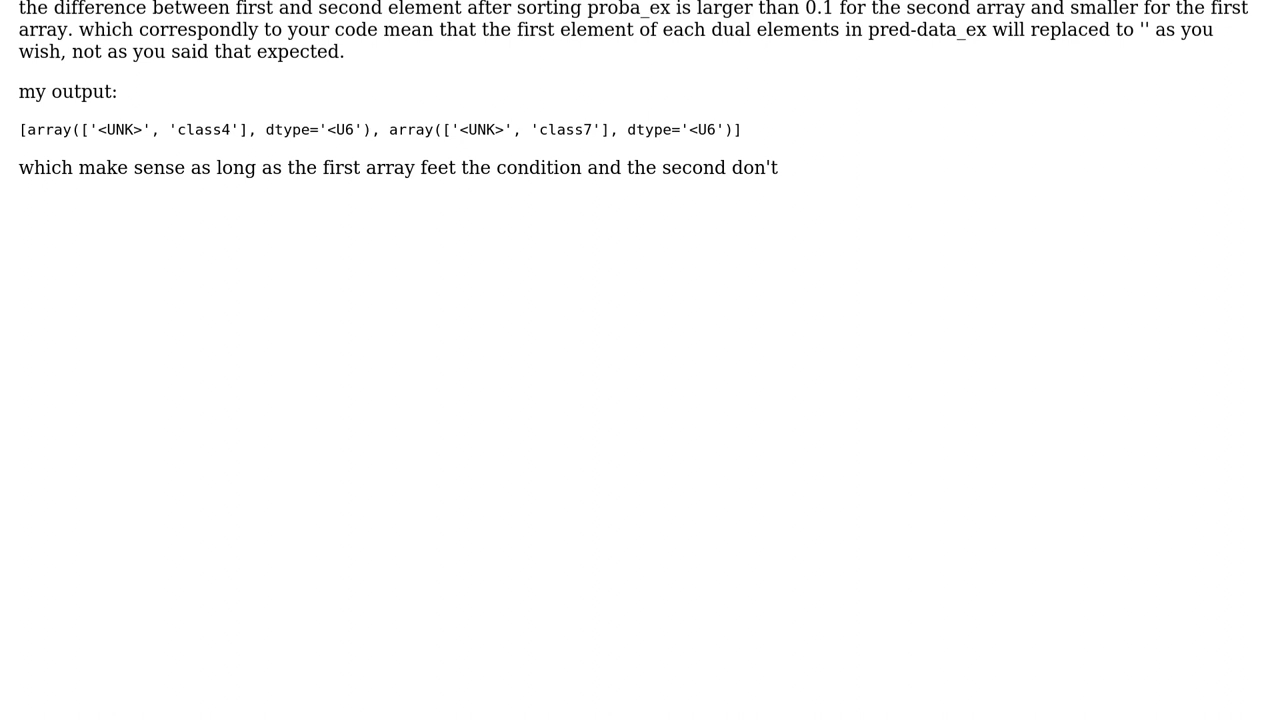 the difference between first and second element after sorting proba_ex is larger than 0.1 for the second array and smaller for the first
array. which correspondly to your code mean that the first element of each dual elements in pred-data_ex will replaced to '' as you
wish, not as you said that expected.
my output:
[array(['<UNK>', 'class4'], dtype='<U6'), array(['<UNK>', 'class7'], dtype='<U6')]
which make sense as long as the first array feet the condition and the second don't